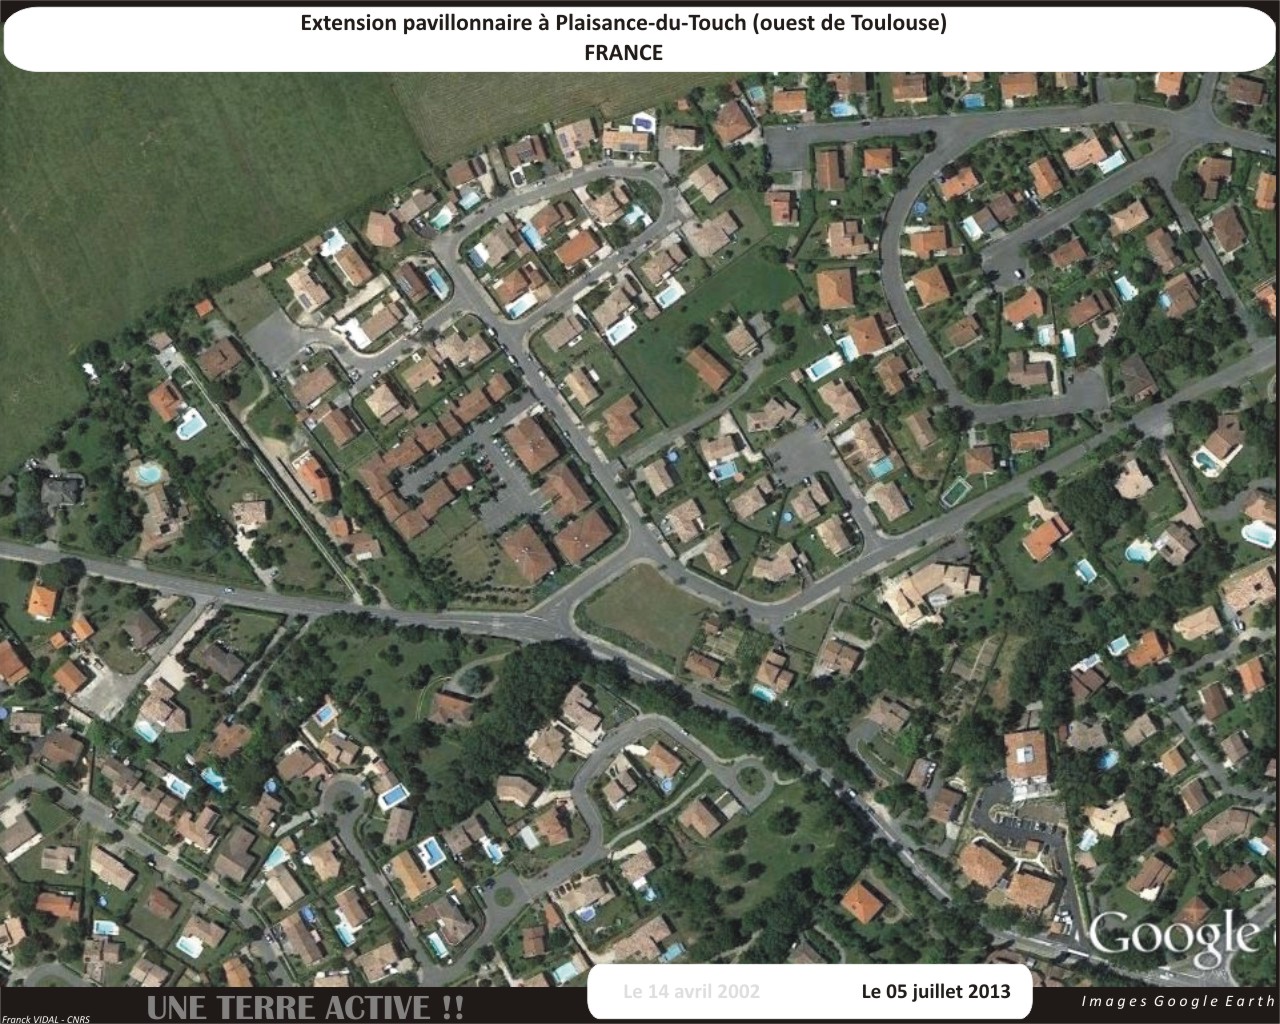 Extension pavillonnaire à Plaisance-du-Touch (ouest de Toulouse)
FRANCE
Google
Le 14 avril 2002
Le 05 juillet 2013
UNE TERRE ACTIVE !!
Images Google Earth
Franck VIDAL - CNRS